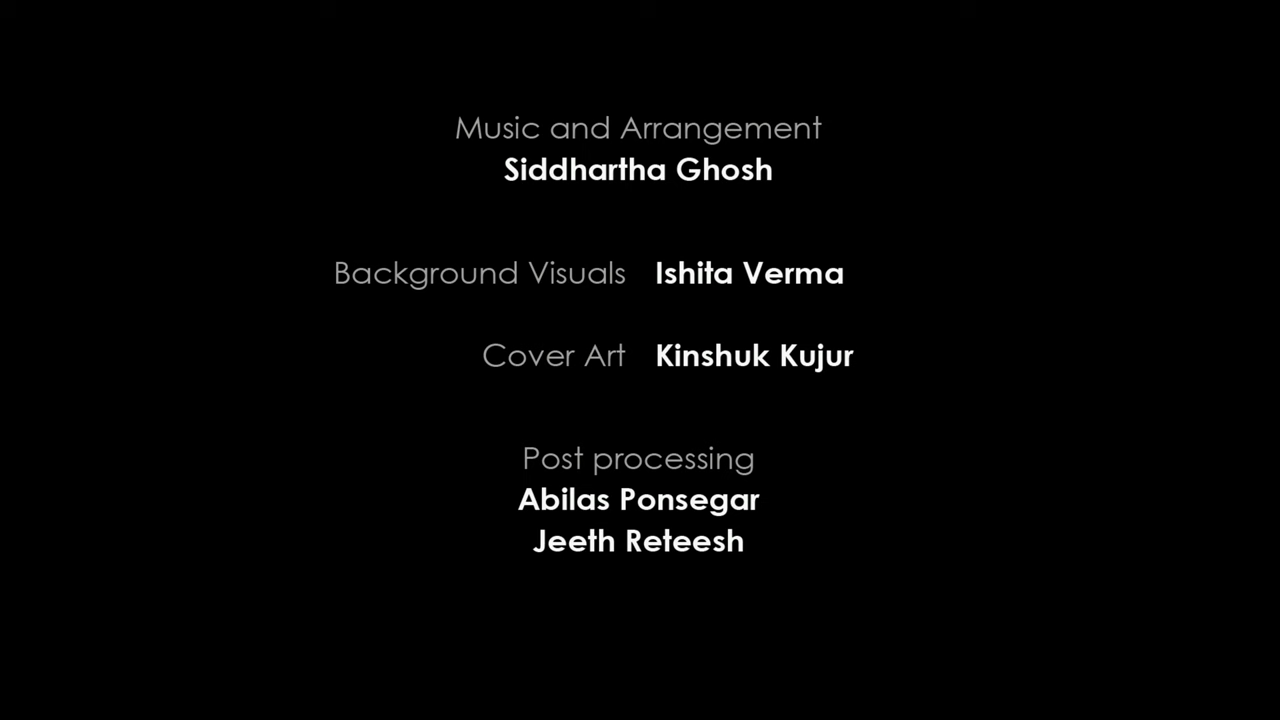 Music and Arrangement
Siddhartha Ghosh
Background Visuals Ishita Verma
Cover Art Kinshuk Kujur
Post processing
Abilas Ponsegar
Jeeth Reteesh